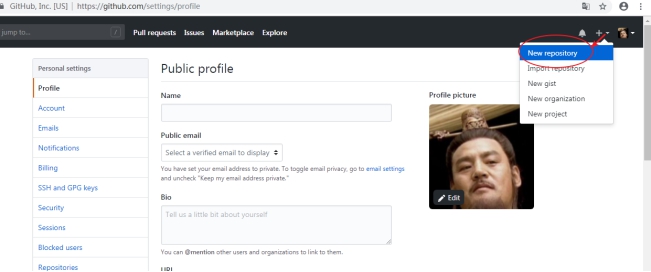 GitHub, Inc. [US] | https://github.com/settings/profile
jump to... /
Pull requests Issues Marketplace Explore
New repository
Import repository
New gist
New organization
New project
Personal settings
Profile
Account
Emails
Notifications
Billing
SSH and GPG keys
Security
Sessions
Blocked users
Repositories
Public profile
Name
Public email
Select a verified email to display
You have set your email address to private. To toggle email privacy, go to email settings
and uncheck "Keep my email address private."
Bio
Tell us a little bit about yourself
You can @mention other users and organizations to link to them.
URL
Profile picture
Edit